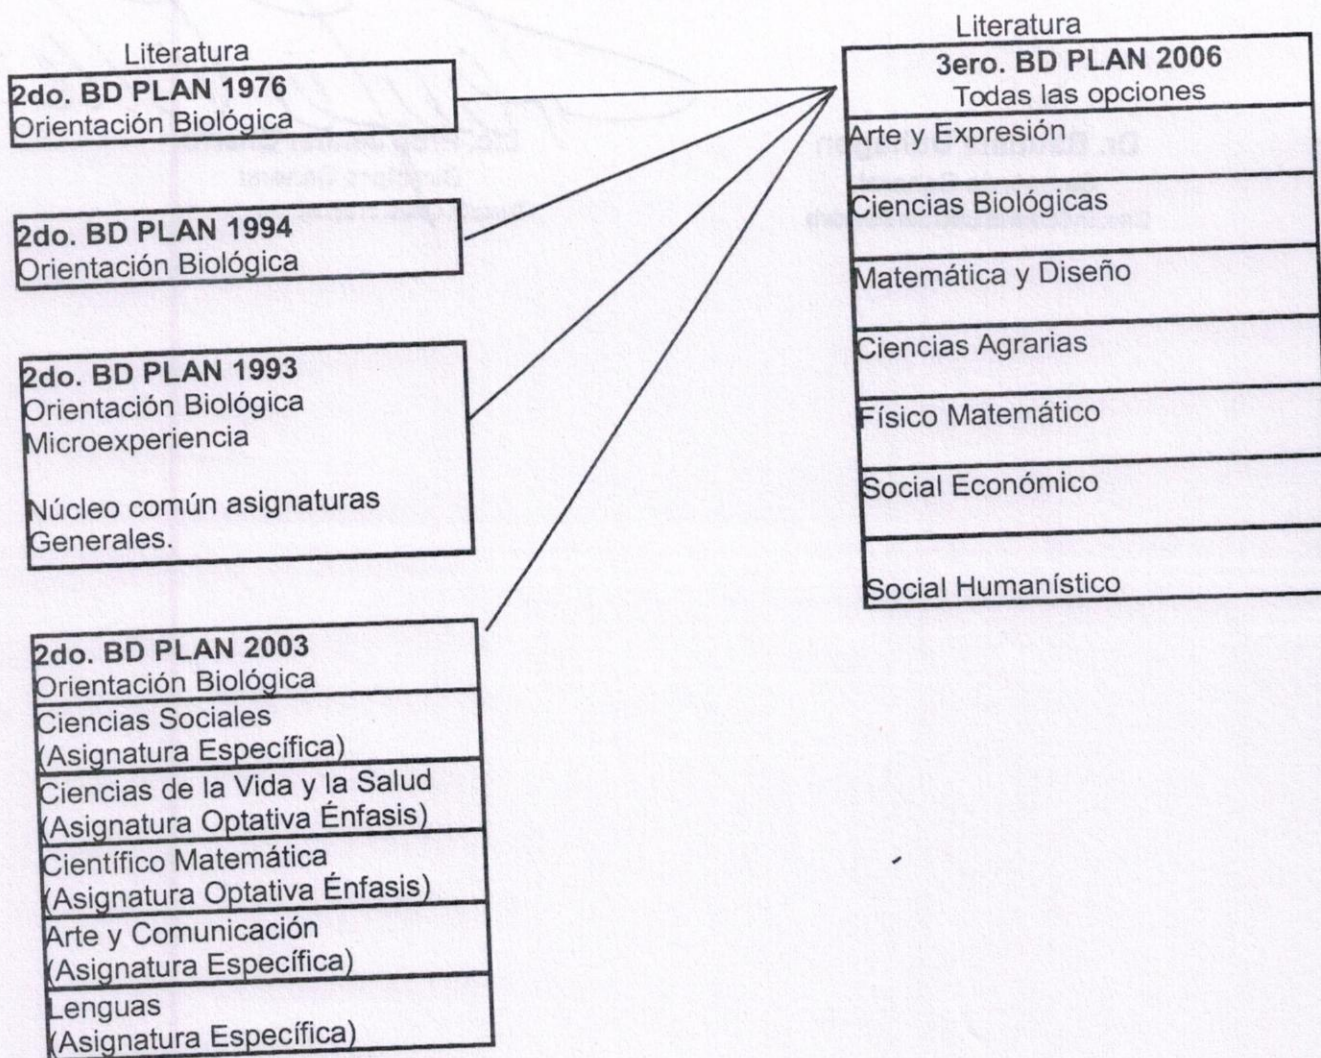 Literatura
2do. BD PLAN 1976
Orientación Biológica
2do. BD PLAN 1994
Orientación Biológica
2do. BD PLAN 1993
Orientación Biológica
Microexperiencia
Núcleo común asignaturas
Generales.
2do. BD PLAN 2003
Orientación Biológica
Ciencias Sociales
(Asignatura Específica)
Ciencias de la Vida y la Salud
(Asignatura Optativa Énfasis)
Científico Matemática
(Asignatura Optativa Énfasis)
Arte y Comunicación
(Asignatura Específica)
Lenguas
(Asignatura Específica)
Literatura
3ero. BD PLAN 2006
Todas las opciones
Arte y Expresión
Ciencias Biológicas
Matemática y Diseño
Ciencias Agrarias
Físico Matemático
Social Económico
Social Humanístico